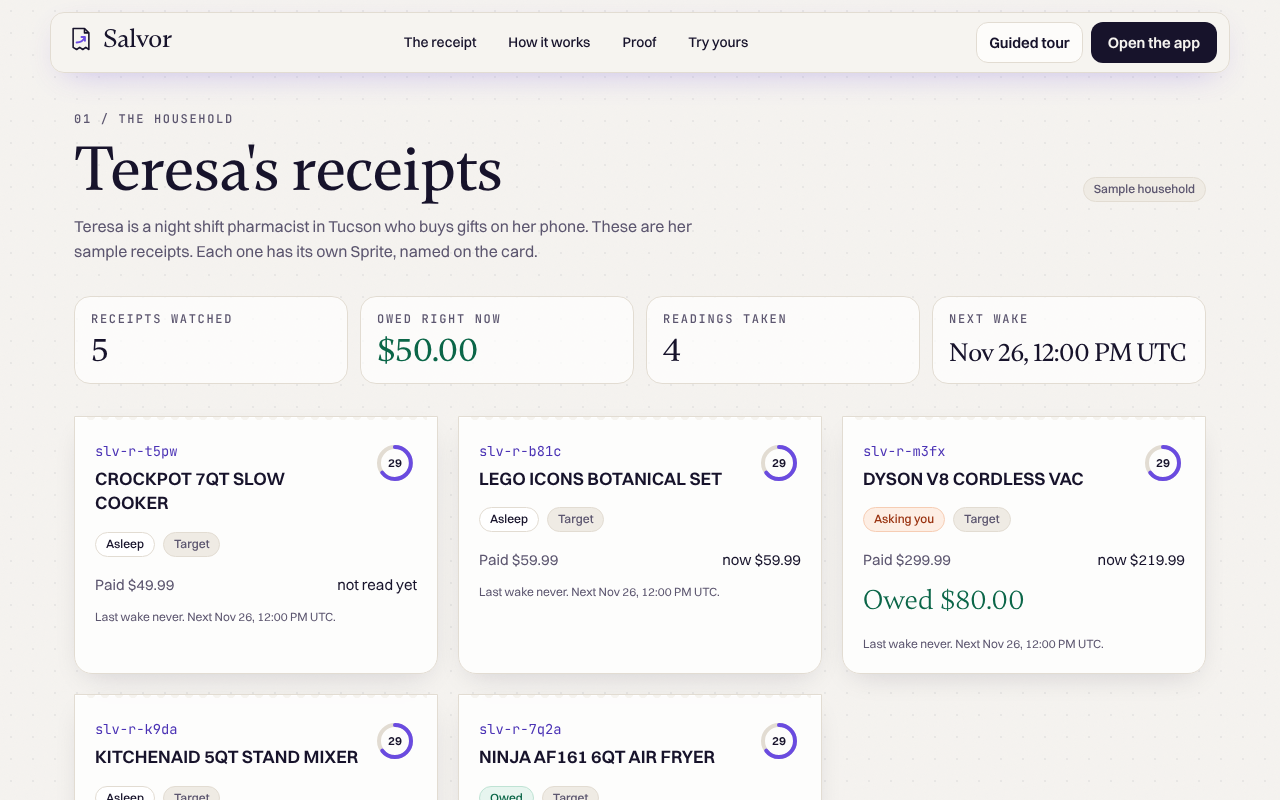 Salvor
The receipt
How it works
Proof
Try yours
Guided tour
Open the app
01 / THE HOUSEHOLD
Teresa's receipts
Sample household
Teresa is a night shift pharmacist in Tucson who buys gifts on her phone. These are her
sample receipts. Each one has its own Sprite, named on the card.
RECEIPTS WATCHED
5
OWED RIGHT NOW
$50.00
READINGS TAKEN
4
NEXT WAKE
Nov 26, 12:00 PM UTC
slv-r-t5pw
29
CROCKPOT 7QT SLOW
COOKER
Asleep
Target
Paid $49.99
not read yet
Last wake never. Next Nov 26, 12:00 PM UTC.
slv-r-b81c
29
LEGO ICONS BOTANICAL SET
Asleep
Target
Paid $59.99
now $59.99
Last wake never. Next Nov 26, 12:00 PM UTC.
slv-r-m3fx
29
DYSON V8 CORDLESS VAC
Asking you
Target
Paid $299.99
now $219.99
Owed $80.00
Last wake never. Next Nov 26, 12:00 PM UTC.
slv-r-k9da
29
KITCHENAID 5QT STAND MIXER
Asleep
Target
slv-r-7q2a
29
NINJA AF161 6QT AIR FRYER
Owed
Target